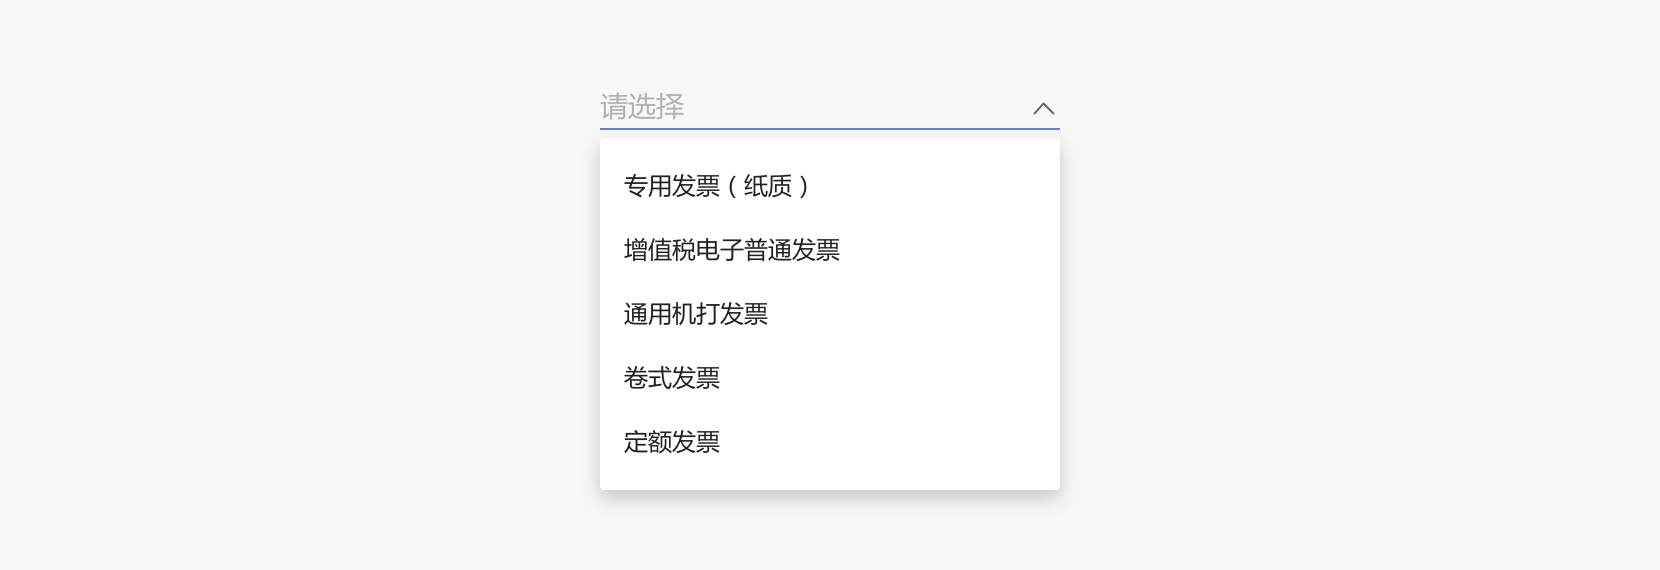 请选择
专用发票（纸质）
增值税电子普通发票
通用机打发票
卷式发票
定额发票